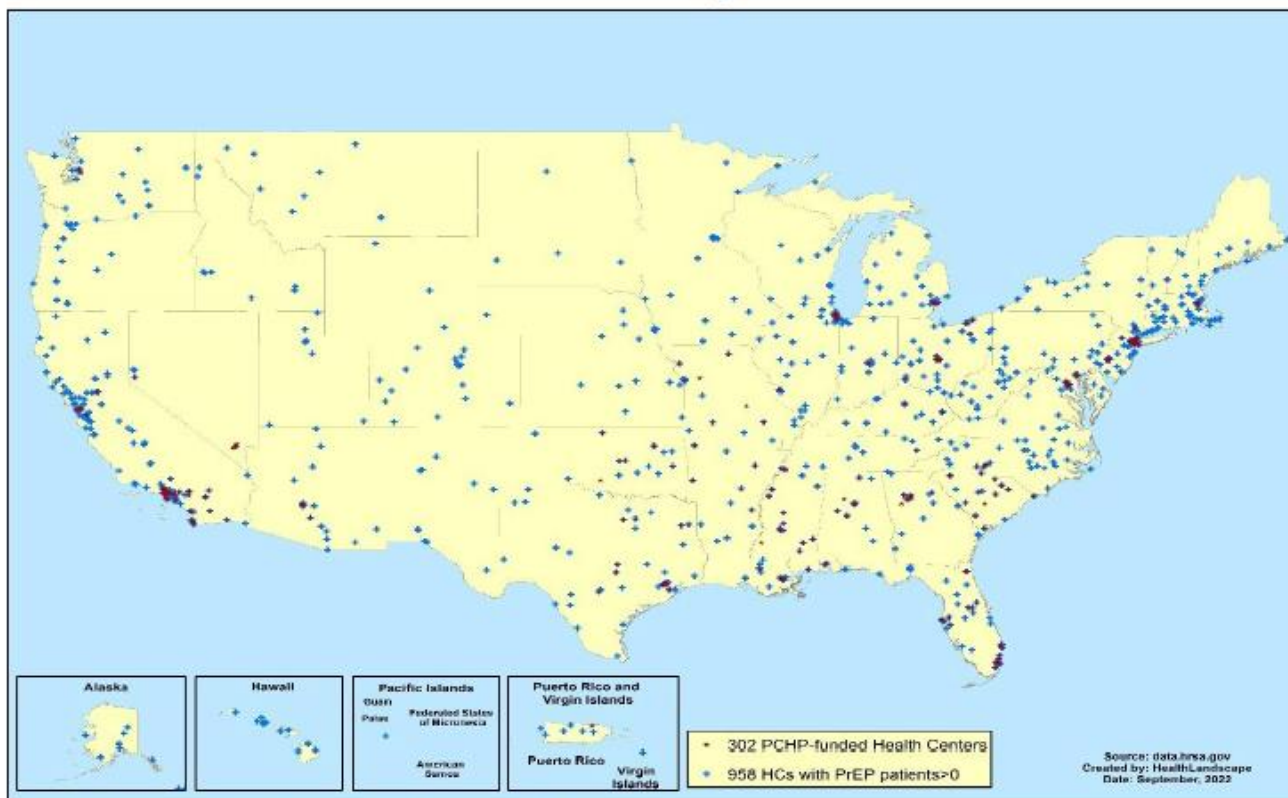 Alaska
Hawaii
Pacific Islands
Guam
Palau
Federated States
of Micronesia
American
Samoa
Puerto Rico and
Virgin Islands
Puerto Rico
Virgin
Islands
302 PCHP-funded Health Centers
958 HCs with PrEP patients>0
Source: data.hrsa.gov
Created by: HealthLandscape
Date: September, 2022